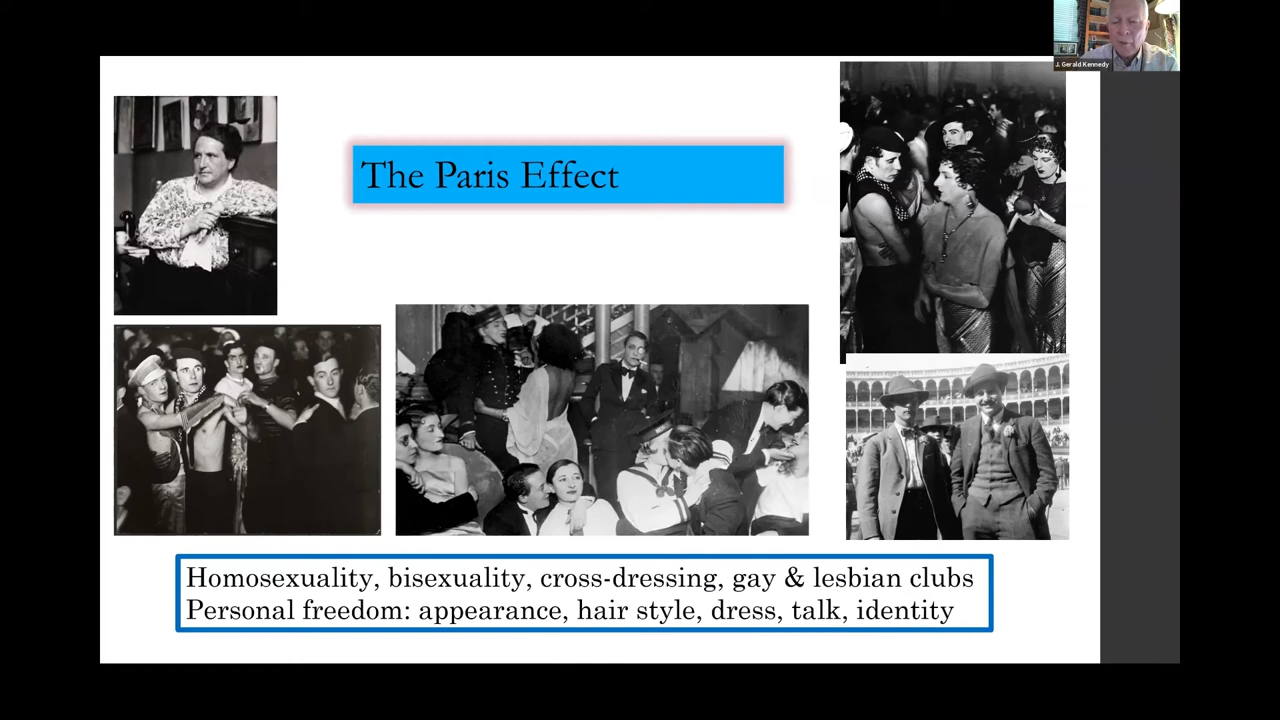 J. Gerald Kennedy
The Paris Effect
Homosexuality, bisexuality, cross-dressing, gay & lesbian clubs
Personal freedom: appearance, hair style, dress, talk, identity